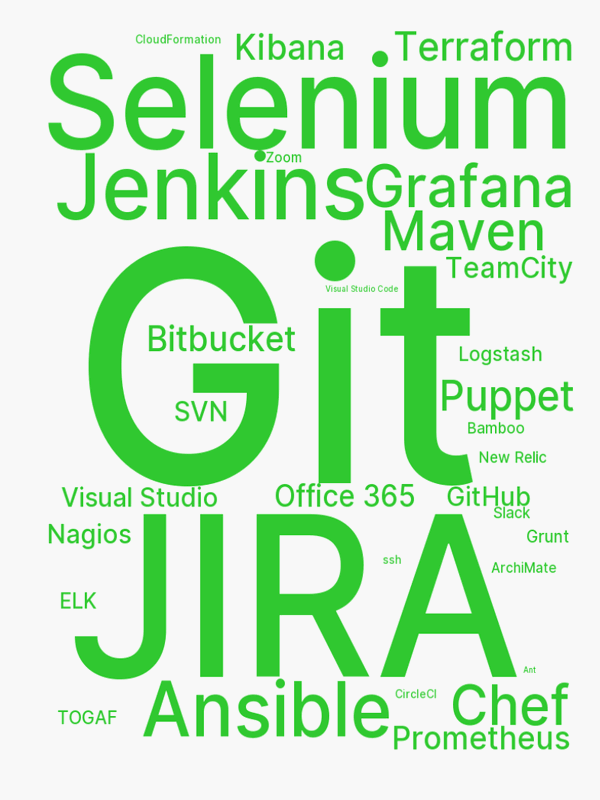 CloudFormation
Kibana
Terraform
Selenium
Zoom
Jenkins
Grafana
Maven
TeamCity
Git
Visual Studio Code
Bitbucket
Logstash
Puppet
SVN
Bamboo
New Relic
Visual Studio
Office 365
GitHub
Slack
Nagios
Grunt
JIRA
ssh
ArchiMate
ELK
Ant
Ansible
CircleCI
Chef
TOGAF
Prometheus